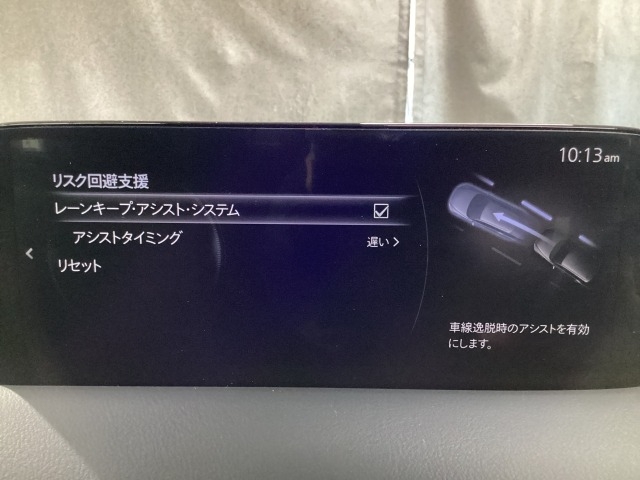 10:13am
リスク回避支援
レーンキープ・アシスト・システム
アシストタイミング 遅い
リセット
車線逸脱時のアシストを有効
にします。